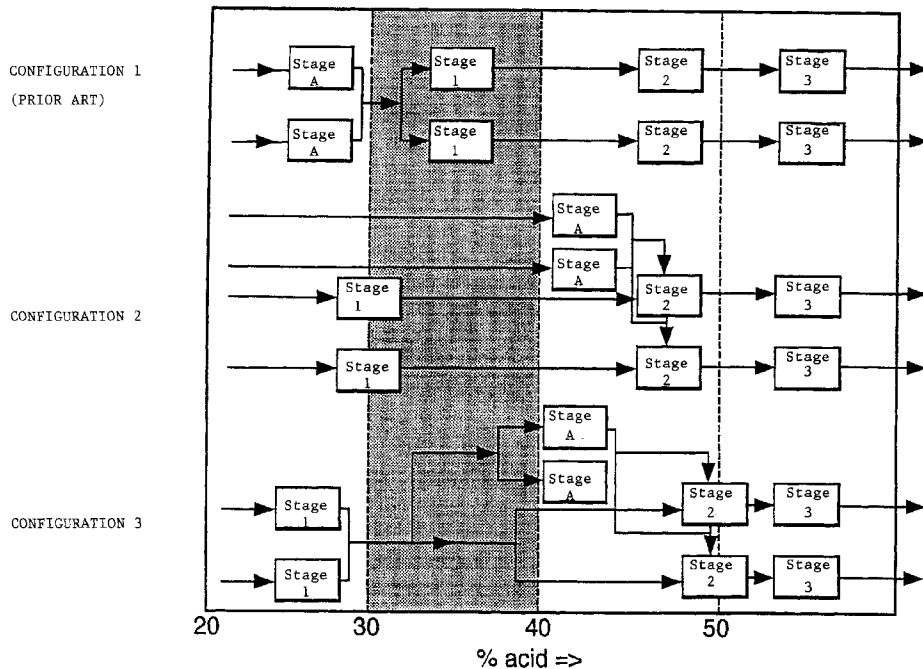 CONFIGURATION 1
(PRIOR ART)
Stage
A
Stage
1
Stage
2
Stage
3
Stage
A
Stage
1
Stage
2
Stage
3
CONFIGURATION 2
Stage
A
Stage
A
Stage
1
Stage
2
Stage
3
Stage
1
Stage
2
Stage
3
CONFIGURATION 3
Stage
A
Stage
A
Stage
1
Stage
2
Stage
3
Stage
1
Stage
2
Stage
3
20 30 40 50
% acid =>